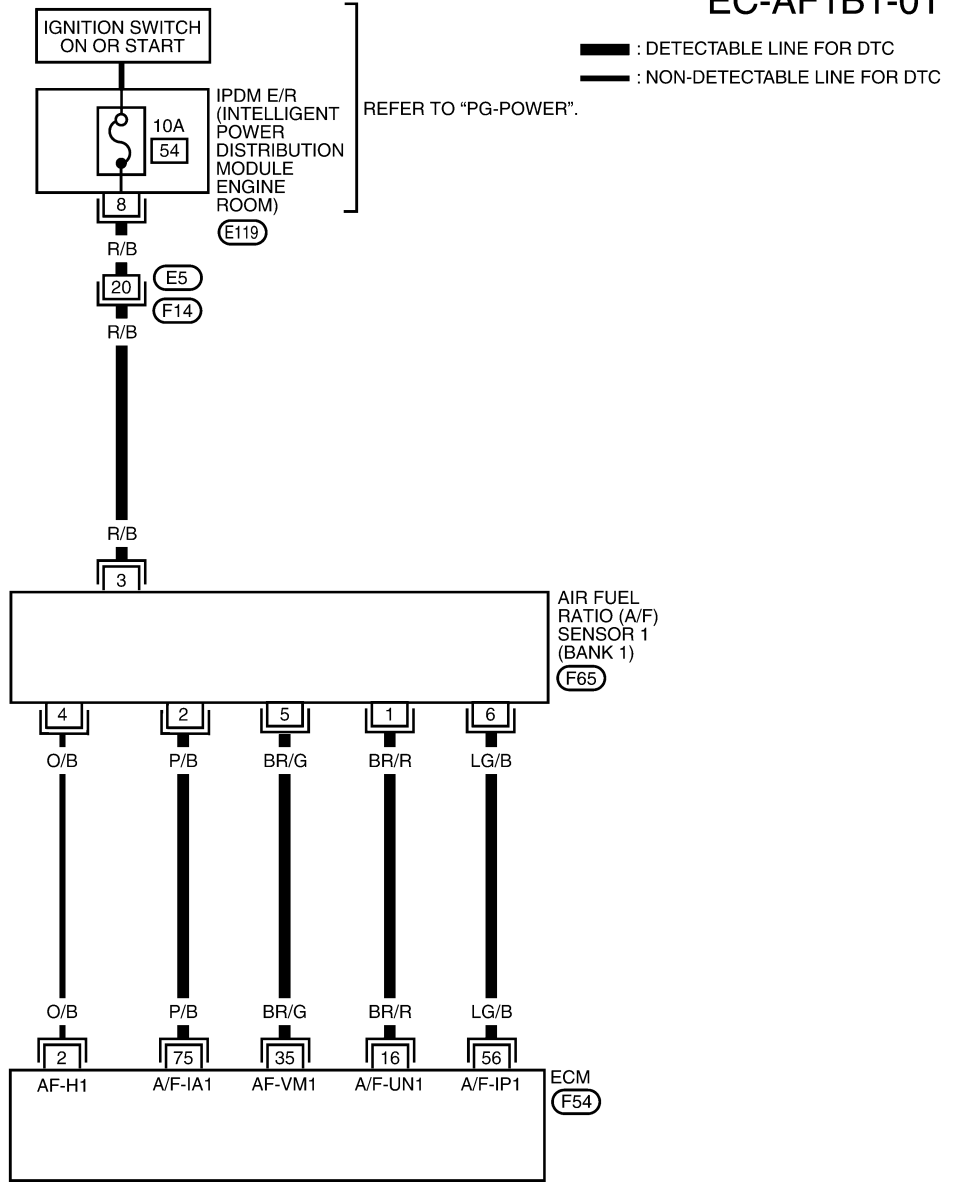 EC-AF1B1-01
IGNITION SWITCH
ON OR START
: DETECTABLE LINE FOR DTC
: NON-DETECTABLE LINE FOR DTC
10A
54
IPDM E/R
(INTELLIGENT
POWER
DISTRIBUTION
MODULE
ENGINE
ROOM)
REFER TO “PG-POWER”.
8
E119
R/B
20
E5
F14
R/B
R/B
3
AIR FUEL
RATIO (A/F)
SENSOR 1
(BANK 1)
F65
4 2 5 1 6
O/B P/B BR/G BR/R LG/B
O/B P/B BR/G BR/R LG/B
2 75 35 16 56
AF-H1 A/F-IA1 AF-VM1 A/F-UN1 A/F-IP1
ECM
F54